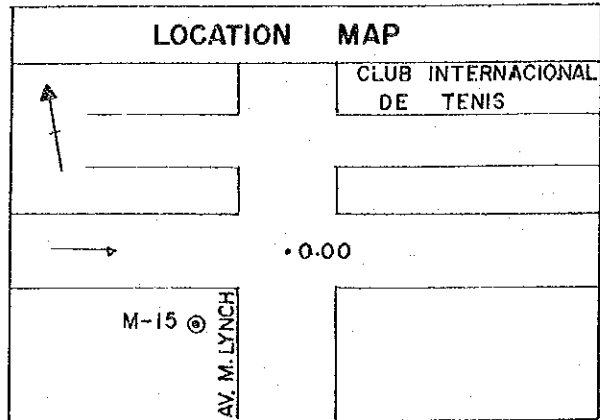 LOCATION MAP
CLUB INTERNACIONAL
DE TENIS
• 0.00
M-15
AV. M. LYNCH